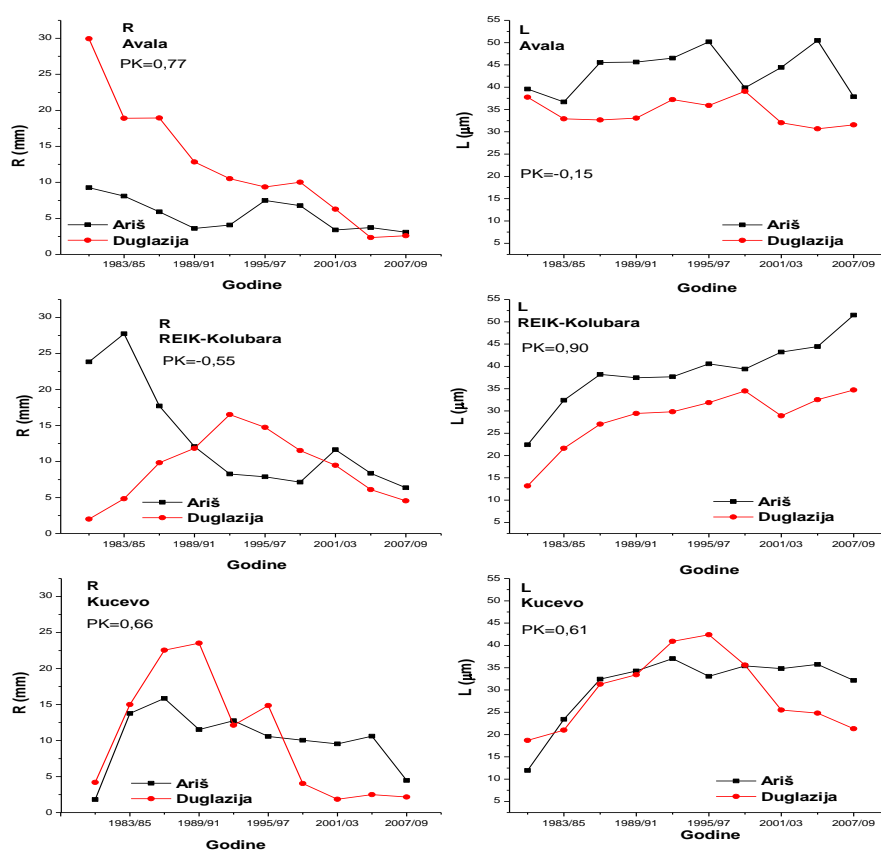 R
Avala
PK=0,77
R (mm)
30
25
20
15
10
5
0
Ariš
Duglazija
1983/85 1989/91 1995/97 2001/03 2007/09
Godine
L
Avala
PK=-0,15
L (µm)
55
50
45
40
35
30
25
20
15
10
5
Ariš
Duglazija
1983/85 1989/91 1995/97 2001/03 2007/09
Godine
R
REIK-Kolubara
PK=-0,55
R (mm)
30
25
20
15
10
5
0
Ariš
Duglazija
1983/85 1989/91 1995/97 2001/03 2007/09
Godine
L
REIK-Kolubara
PK=0,90
L (µm)
55
50
45
40
35
30
25
20
15
10
5
Ariš
Duglazija
1983/85 1989/91 1995/97 2001/03 2007/09
Godine
R
Kucevo
PK=0,66
R (mm)
30
25
20
15
10
5
0
Ariš
Duglazija
1983/85 1989/91 1995/97 2001/03 2007/09
Godine
L
Kucevo
PK=0,61
L (µm)
55
50
45
40
35
30
25
20
15
10
5
Ariš
Duglazija
1983/85 1989/91 1995/97 2001/03 2007/09
Godine